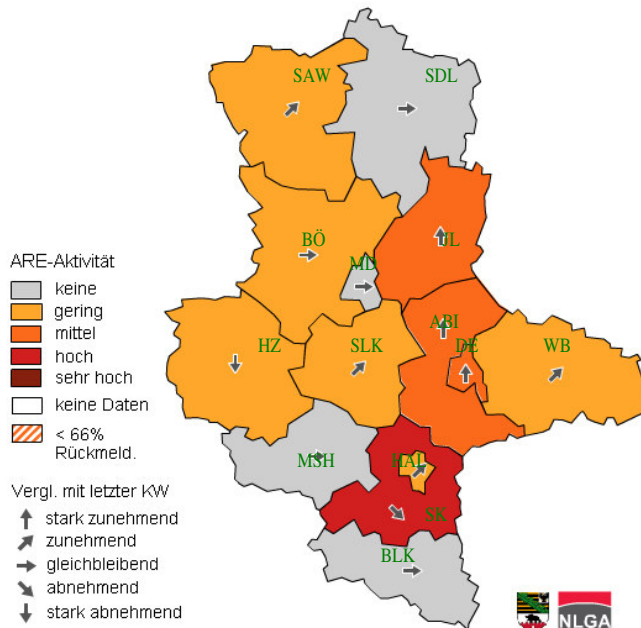 SAW
SDL
BÖ
MD
JL
ABI
DE
WB
HZ
SLK
MSH
HAL
SK
BLK
ARE-Aktivität
keine
gering
mittel
hoch
sehr hoch
keine Daten
< 66%
Rückmeld.
Vergl. mit letzter KW
stark zunehmend
zunehmend
gleichbleibend
abnehmend
stark abnehmend
NLGA